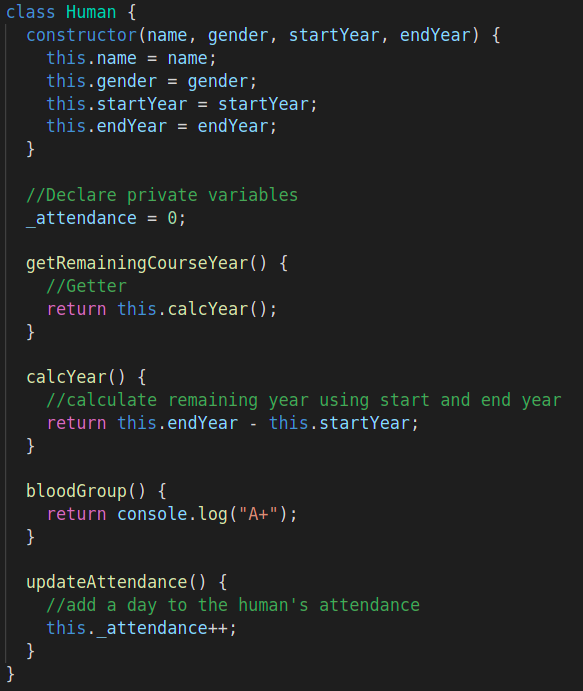 class Human {
  constructor(name, gender, startYear, endYear) {
    this.name = name;
    this.gender = gender;
    this.startYear = startYear;
    this.endYear = endYear;
  }

  //Declare private variables
  _attendance = 0;

  getRemainingCourseYear() {
    //Getter
    return this.calcYear();
  }

  calcYear() {
    //calculate remaining year using start and end year
    return this.endYear - this.startYear;
  }

  bloodGroup() {
    return console.log("A+");
  }

  updateAttendance() {
    //add a day to the human's attendance
    this._attendance++;
  }
}